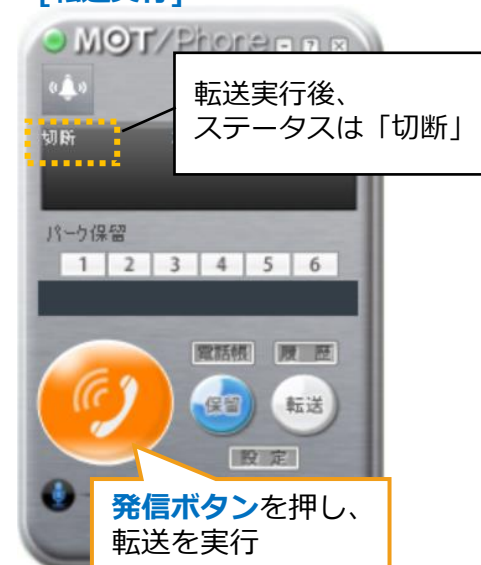 [転送実行]
MOT/Phone
転送実行後、
ステータスは「切断」
切断
パーク保留
1 2 3 4 5 6
電話帳 履歴
保留 転送
設定
発信ボタンを押し、
転送を実行